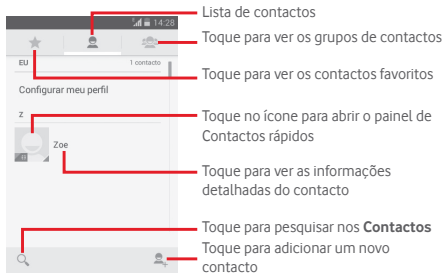 14:28
EU
1 contacto
Configurar meu perfil
Z
Zoe
Lista de contactos
Toque para ver os grupos de contactos
Toque para ver os contactos favoritos
Toque no ícone para abrir o painel de
Contactos rápidos
Toque para ver as informações
detalhadas do contacto
Toque para pesquisar nos Contactos
Toque para adicionar um novo
contacto